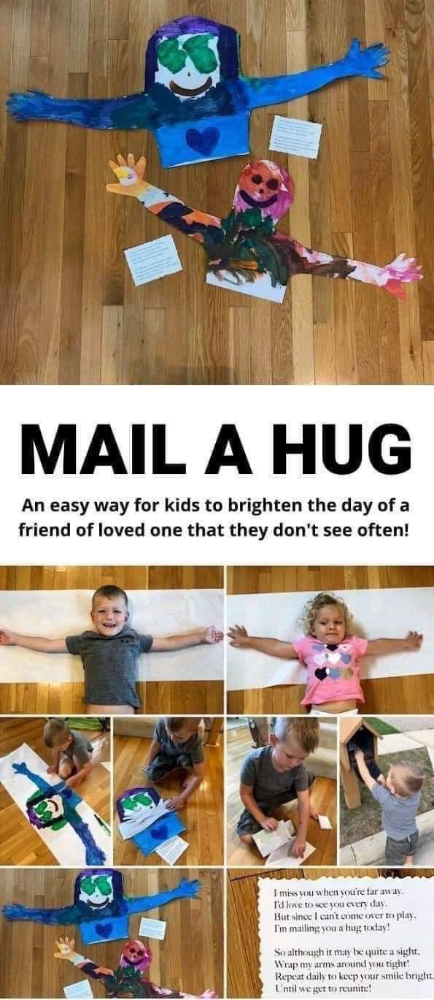 MAIL A HUG
An easy way for kids to brighten the day of a
friend of loved one that they don't see often!
I miss you when you're far away.
I'd love to see you every day.
But since I can't come over to play,
I'm mailing you a hug today!
So although it may be quite a sight,
Wrap my arms around you tight!
Repeat daily to keep your smile bright
Until we get to reunite!